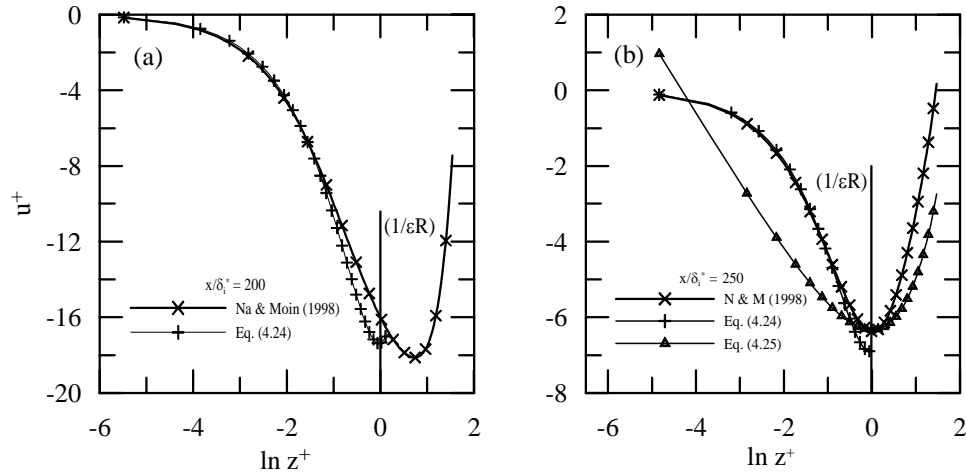 0
-4
-8
-12
-16
-20
u⁺
-6
-4
-2
0
2
ln z⁺
(a)
(1/εR)
x/δᵢ* = 200
Na & Moin (1998)
Eq. (4.24)
2
0
-2
-4
-6
-8
-6
-4
-2
0
2
ln z⁺
(b)
(1/εR)
x/δᵢ* = 250
N & M (1998)
Eq. (4.24)
Eq. (4.25)